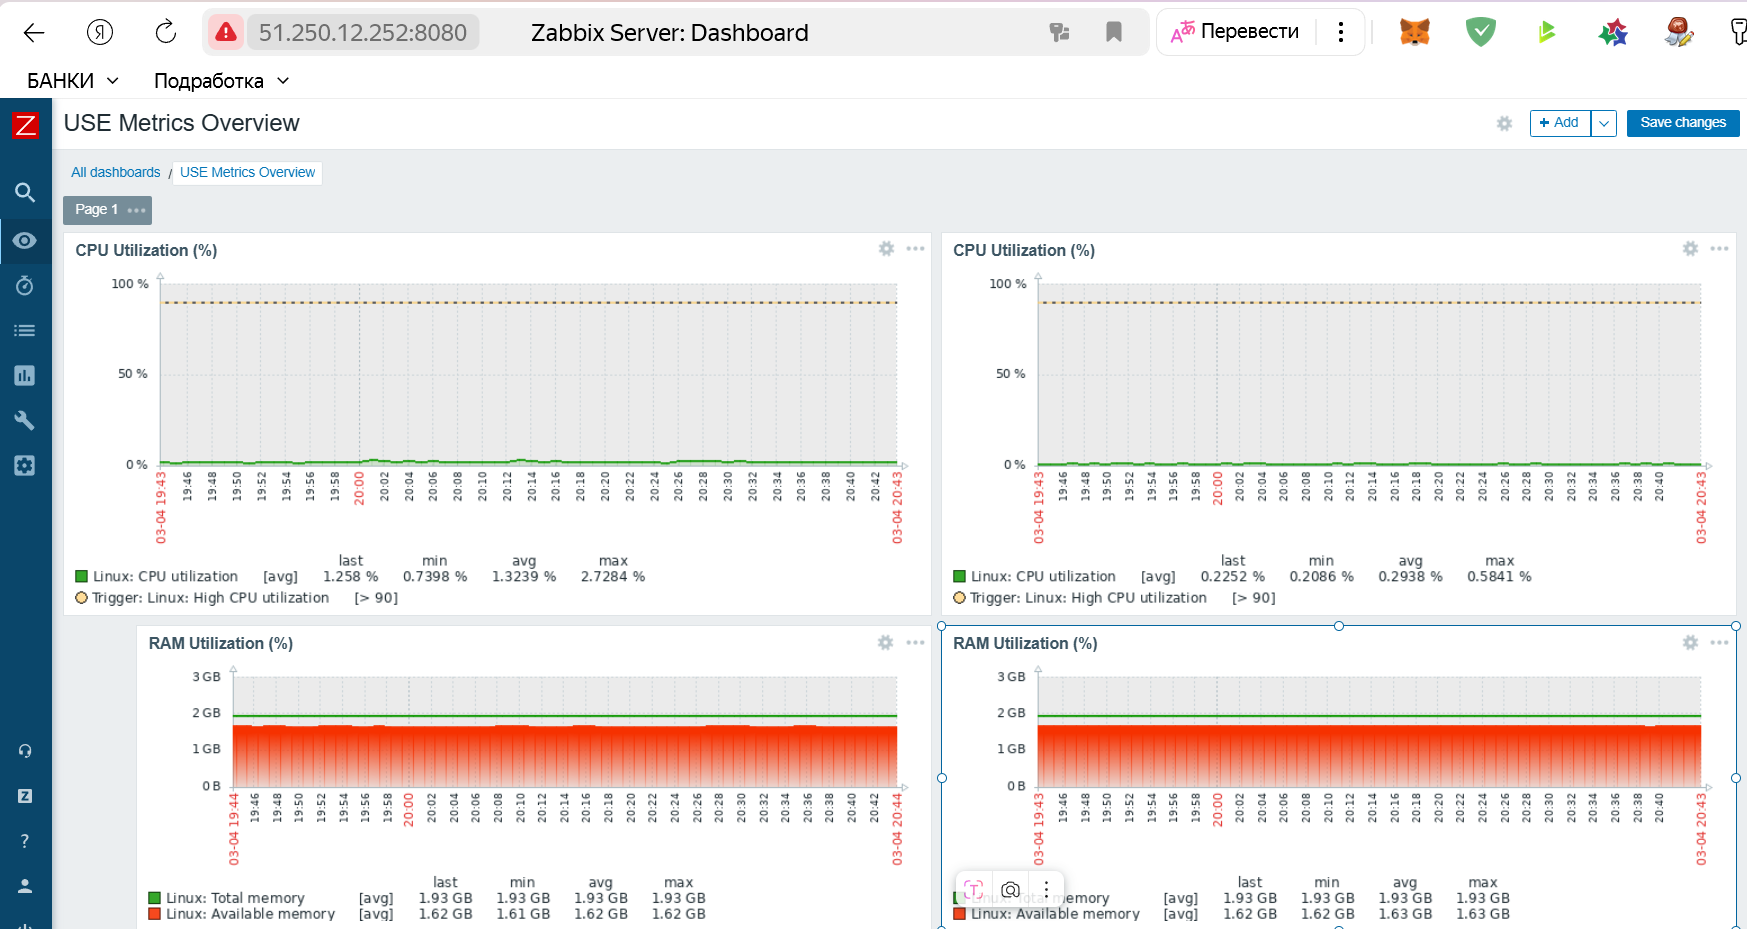 51.250.12.252:8080
Zabbix Server: Dashboard
Перевести
БАНКИ
Подработка
Z
USE Metrics Overview
+ Add
Save changes
All dashboards / USE Metrics Overview
Page 1
CPU Utilization (%)
100 %
50 %
0 %
03-04 19:43 19:46 19:48 19:50 19:52 19:54 19:56 19:58 20:00 20:02 20:04 20:06 20:08 20:10 20:12 20:14 20:16 20:18 20:20 20:22 20:24 20:26 20:28 20:30 20:32 20:34 20:36 20:38 20:40 20:42 03-04 20:43
last min avg max
Linux: CPU utilization [avg] 1.258 % 0.7398 % 1.3239 % 2.7284 %
Trigger: Linux: High CPU utilization [> 90]
CPU Utilization (%)
100 %
50 %
0 %
03-04 19:43 19:46 19:48 19:50 19:52 19:54 19:56 19:58 20:00 20:02 20:04 20:06 20:08 20:10 20:12 20:14 20:16 20:18 20:20 20:22 20:24 20:26 20:28 20:30 20:32 20:34 20:36 20:38 20:40 03-04 20:43
last min avg max
Linux: CPU utilization [avg] 0.2252 % 0.2086 % 0.2938 % 0.5841 %
Trigger: Linux: High CPU utilization [> 90]
RAM Utilization (%)
3 GB
2 GB
1 GB
0 B
03-04 19:44 19:46 19:48 19:50 19:52 19:54 19:56 19:58 20:00 20:02 20:04 20:06 20:08 20:10 20:12 20:14 20:16 20:18 20:20 20:22 20:24 20:26 20:28 20:30 20:32 20:34 20:36 20:38 20:40 20:42 03-04 20:44
last min avg max
Linux: Total memory [avg] 1.93 GB 1.93 GB 1.93 GB 1.93 GB
Linux: Available memory [avg] 1.62 GB 1.61 GB 1.62 GB 1.62 GB
RAM Utilization (%)
3 GB
2 GB
1 GB
0 B
03-04 19:43 19:46 19:48 19:50 19:52 19:54 19:56 19:58 20:00 20:02 20:04 20:06 20:08 20:10 20:12 20:14 20:16 20:18 20:20 20:22 20:24 20:26 20:28 20:30 20:32 20:34 20:36 20:38 20:40 03-04 20:43
last min avg max
Linux: Total memory [avg] 1.93 GB 1.93 GB 1.93 GB 1.93 GB
Linux: Available memory [avg] 1.62 GB 1.62 GB 1.63 GB 1.63 GB